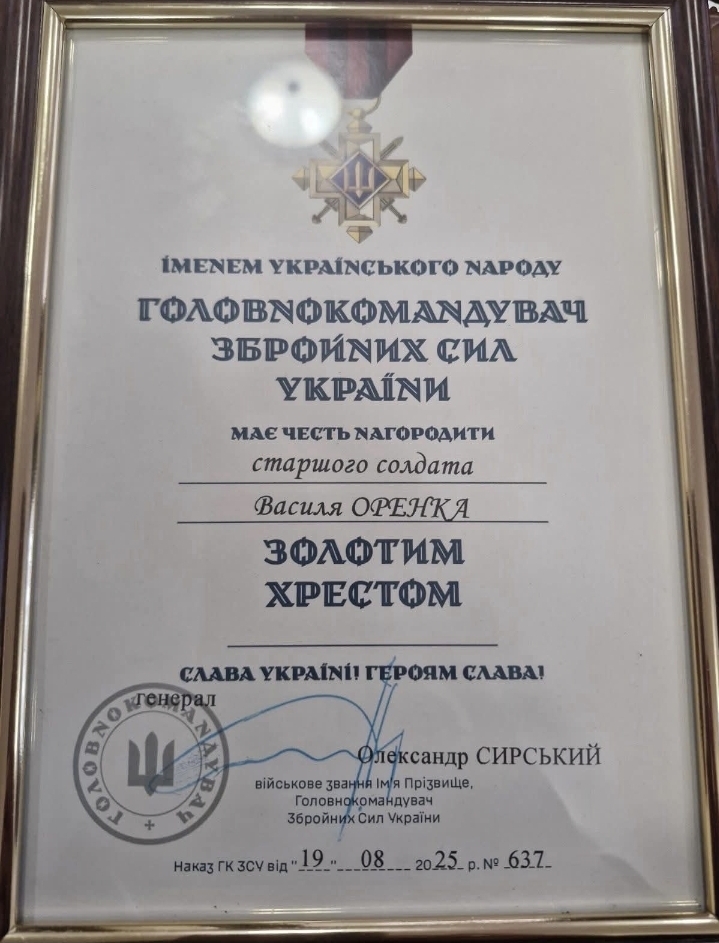 ІМЕНЕМ УКРАЇНСЬКОГО НАРОДУ
ГОЛОВНОКОМАНДУВАЧ
ЗБРОЙНИХ СИЛ
УКРАЇНИ
МАЄ ЧЕСТЬ НАГОРОДИТИ
старшого солдата
Василя ОРЕНКА
ЗОЛОТИМ
ХРЕСТОМ
СЛАВА УКРАЇНІ! ГЕРОЯМ СЛАВА!
генерал
ГОЛОВНОКОМАНДУВАЧ
Олександр СИРСЬКИЙ
військове звання Ім'я Прізвище,
Головнокомандувач
Збройних Сил України
Наказ ГК ЗСУ від "19" 08 2025 р. № 637